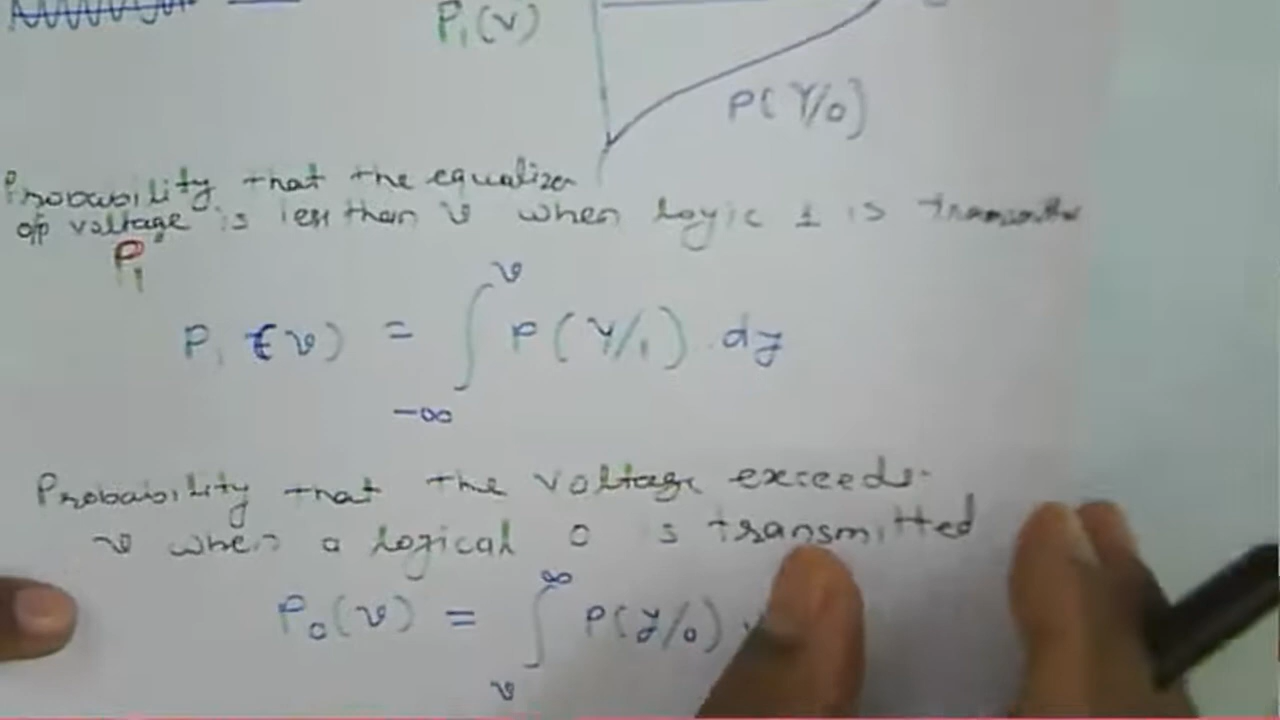 P₁(v)
P(Y/0)
Probability that the equalizer
o/p voltage is less than v when logic 1 is
P₁
P₁(v) = ∫ -∞ v P(Y/1) dy
Probability that the voltage exceeds
v when a logical 0 is transmitted
P₀(v) = ∫ v ∞ P(y/0)